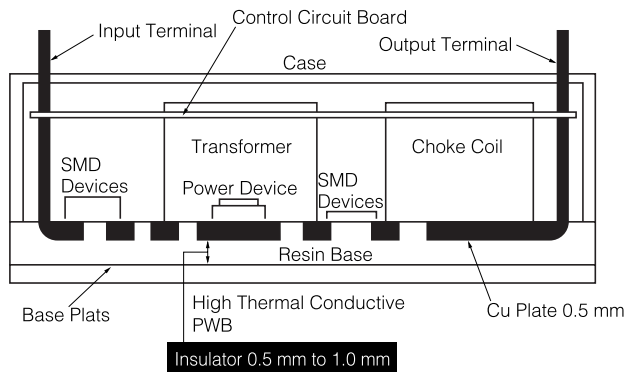 Control Circuit Board
Input Terminal
Output Terminal
Case
Transformer
Choke Coil
SMD
Devices
Power Device
SMD
Devices
Resin Base
Base Plats
High Thermal Conductive
PWB
Cu Plate 0.5 mm
Insulator 0.5 mm to 1.0 mm